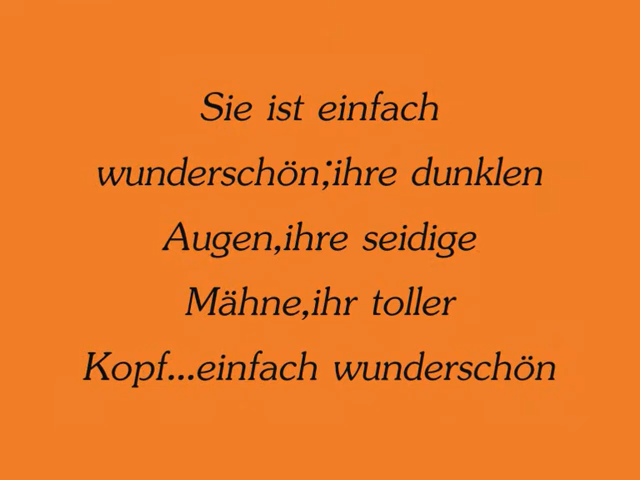 Sie ist einfach
wunderschön;ihre dunklen
Augen,ihre seidige
Mähne,ihr toller
Kopf...einfach wunderschön